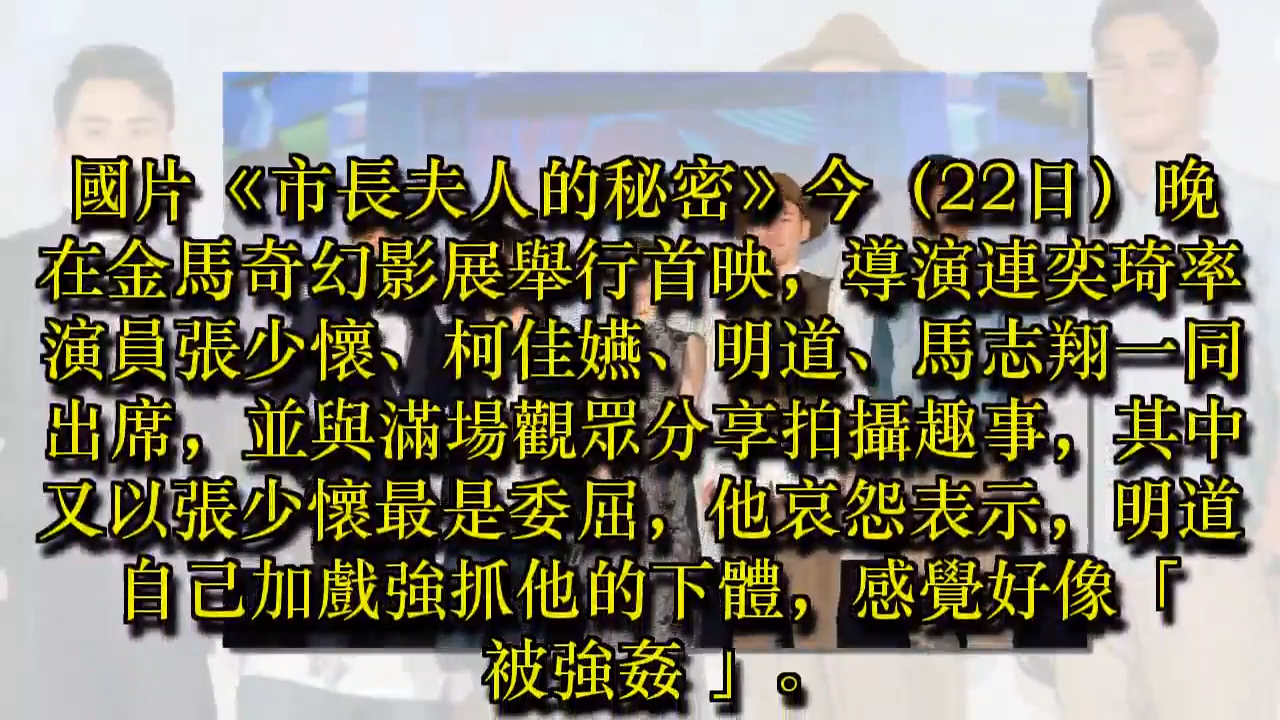 國片《市長夫人的秘密》今（22日）晚
在金馬奇幻影展舉行首映，導演連奕琦率
演員張少懷、柯佳嬿、明道、馬志翔一同
出席，並與滿場觀眾分享拍攝趣事，其中
又以張少懷最是委屈，他哀怨表示，明道
自己加戲強抓他的下體，感覺好像「
被強姦 」。